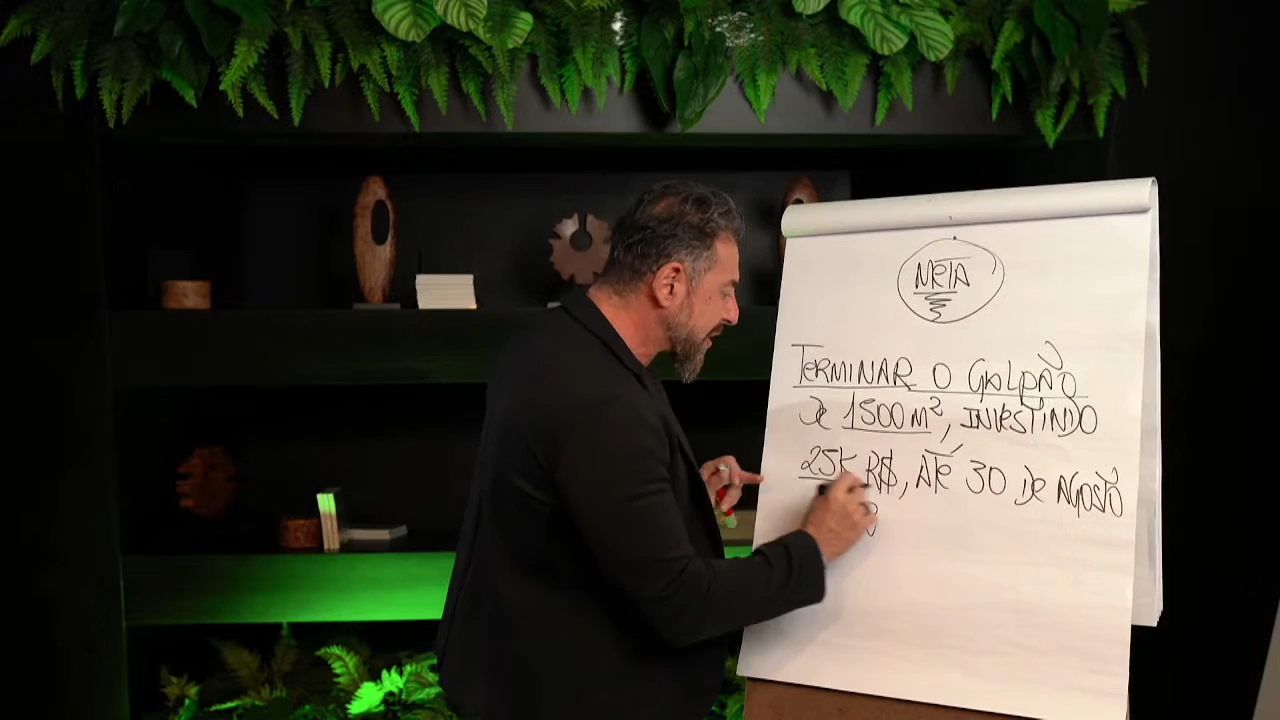 META
TERMINAR O GALPÃO
DE 1500 M², INVESTINDO
25K R$, ATÉ 30 DE AGOSTO